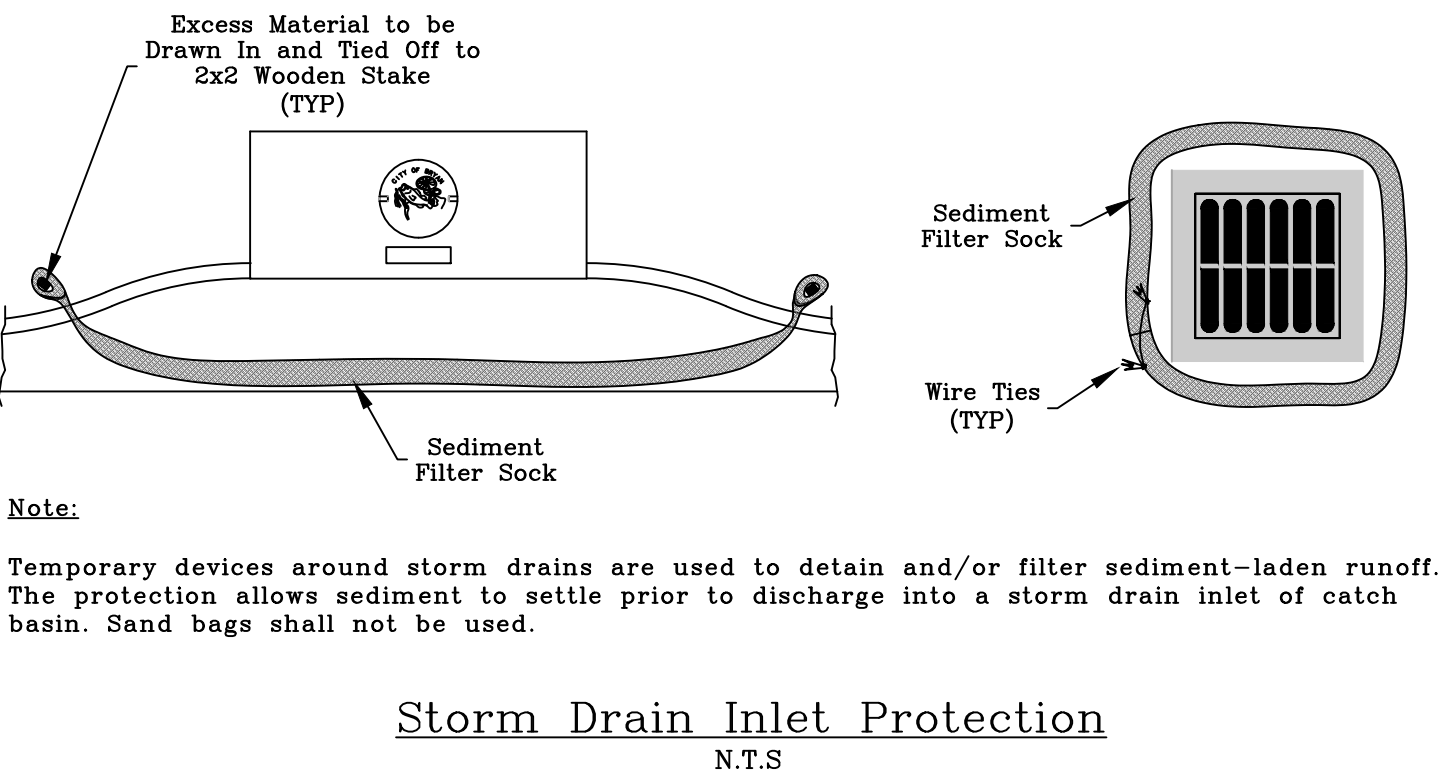 Excess Material to be
Drawn In and Tied Off to
2x2 Wooden Stake
(TYP)
CITY OF BRYAN
Sediment
Filter Sock
Sediment
Filter Sock
Wire Ties
(TYP)
Note:
Temporary devices around storm drains are used to detain and/or filter sediment-laden runoff.
The protection allows sediment to settle prior to discharge into a storm drain inlet of catch
basin. Sand bags shall not be used.
Storm Drain Inlet Protection
N.T.S